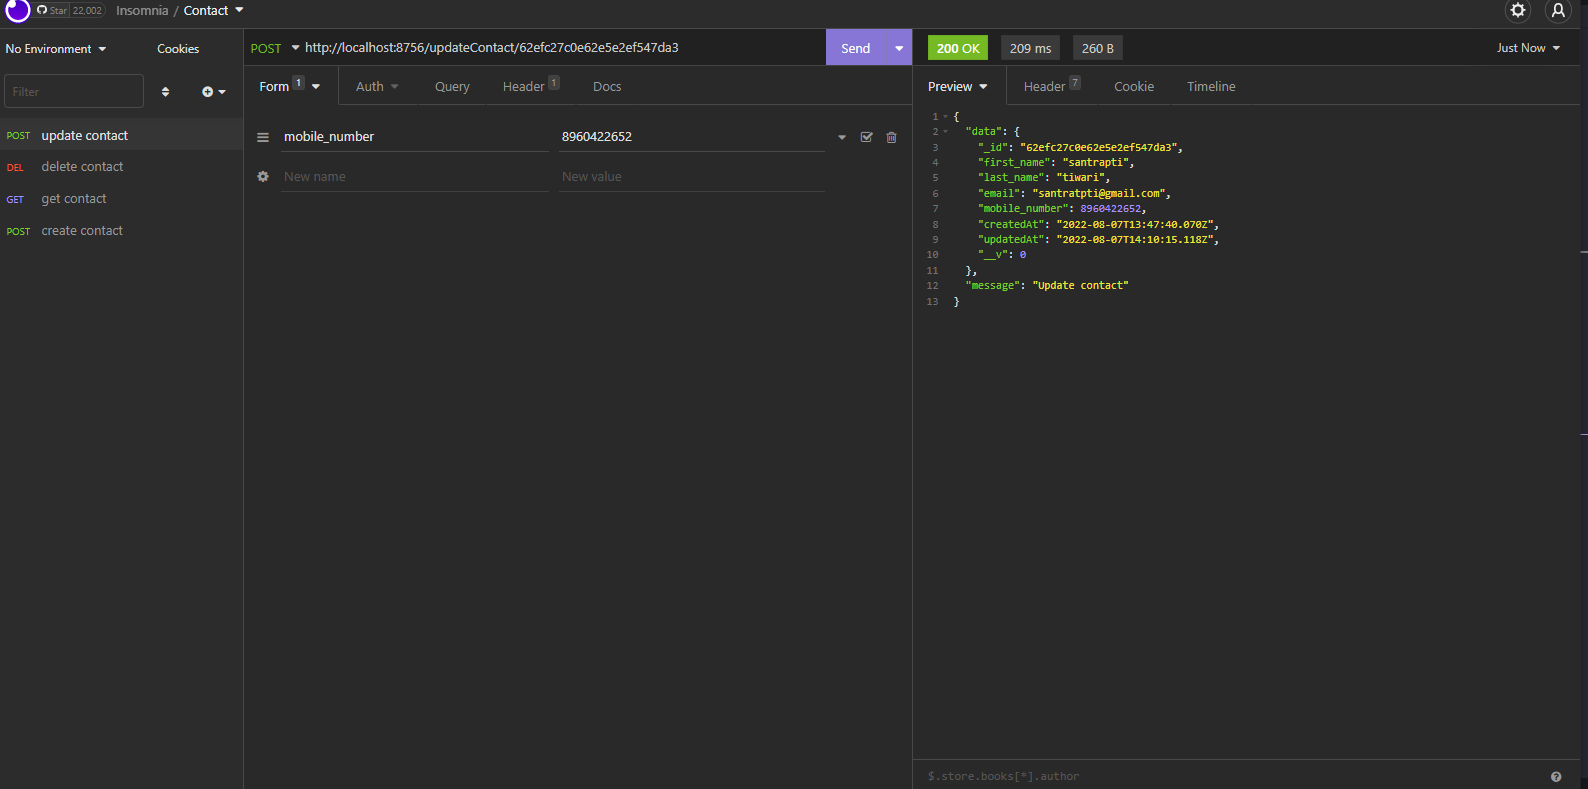 Star 22,002 Insomnia / Contact
No Environment Cookies
POST http://localhost:8756/updateContact/62efc27c0e62e5e2ef547da3 Send
200 OK 209 ms 260 B Just Now
Filter
Form 1 Auth Query Header 1 Docs
Preview Header 7 Cookie Timeline
POST update contact
DEL delete contact
GET get contact
POST create contact
mobile_number 8960422652
New name New value
1 {
2 "data": {
3 "_id": "62efc27c0e62e5e2ef547da3",
4 "first_name": "santrapti",
5 "last_name": "tiwari",
6 "email": "santratpti@gmail.com",
7 "mobile_number": 8960422652,
8 "createdAt": "2022-08-07T13:47:40.070Z",
9 "updatedAt": "2022-08-07T14:10:15.118Z",
10 "__v": 0
11 },
12 "message": "Update contact"
13 }
$.store.books[*].author